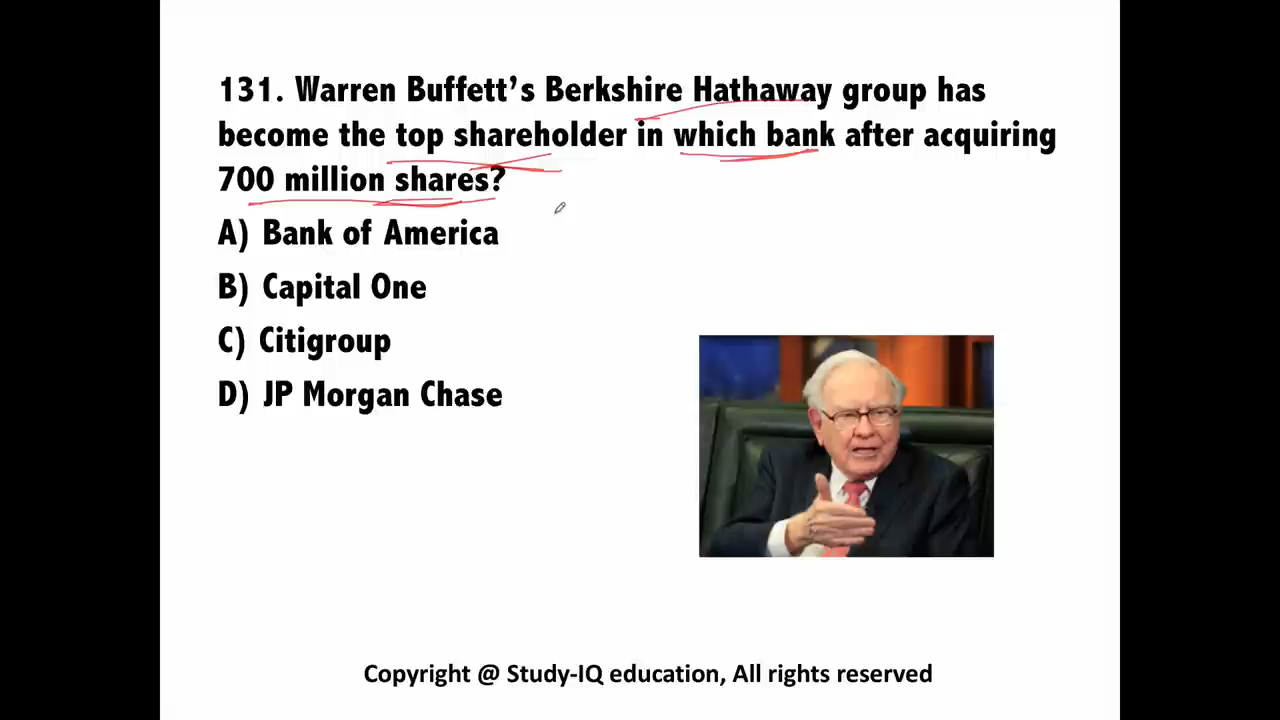 131. Warren Buffett's Berkshire Hathaway group has
become the top shareholder in which bank after acquiring
700 million shares?
A) Bank of America
B) Capital One
C) Citigroup
D) JP Morgan Chase
Copyright @ Study-IQ education, All rights reserved